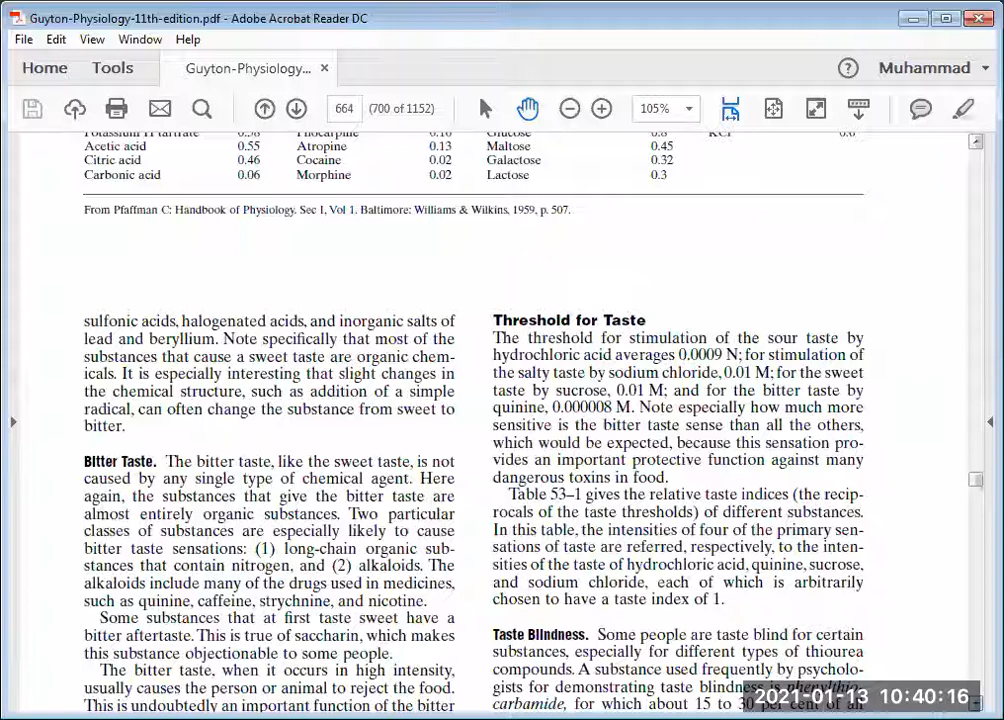 Guyton-Physiology-11th-edition.pdf - Adobe Acrobat Reader DC
File Edit View Window Help
Home Tools Guyton-Physiology... × Muhammad
664 (700 of 1152) 105%
Acetic acid 0.55 Atropine 0.13 Maltose 0.45
Citric acid 0.46 Cocaine 0.02 Galactose 0.32
Carbonic acid 0.06 Morphine 0.02 Lactose 0.3
From Pfaffman C: Handbook of Physiology. Sec I, Vol 1. Baltimore: Williams & Wilkins, 1959, p. 507.
sulfonic acids, halogenated acids, and inorganic salts of
lead and beryllium. Note specifically that most of the
substances that cause a sweet taste are organic chem-
icals. It is especially interesting that slight changes in
the chemical structure, such as addition of a simple
radical, can often change the substance from sweet to
bitter.
Bitter Taste. The bitter taste, like the sweet taste, is not
caused by any single type of chemical agent. Here
again, the substances that give the bitter taste are
almost entirely organic substances. Two particular
classes of substances are especially likely to cause
bitter taste sensations: (1) long-chain organic sub-
stances that contain nitrogen, and (2) alkaloids. The
alkaloids include many of the drugs used in medicines,
such as quinine, caffeine, strychnine, and nicotine.
Some substances that at first taste sweet have a
bitter aftertaste. This is true of saccharin, which makes
this substance objectionable to some people.
The bitter taste, when it occurs in high intensity,
usually causes the person or animal to reject the food.
This is undoubtedly an important function of the bitter
Threshold for Taste
The threshold for stimulation of the sour taste by
hydrochloric acid averages 0.0009 N; for stimulation of
the salty taste by sodium chloride, 0.01 M; for the sweet
taste by sucrose, 0.01 M; and for the bitter taste by
quinine, 0.000008 M. Note especially how much more
sensitive is the bitter taste sense than all the others,
which would be expected, because this sensation pro-
vides an important protective function against many
dangerous toxins in food.
Table 53–1 gives the relative taste indices (the recip-
rocals of the taste thresholds) of different substances.
In this table, the intensities of four of the primary sen-
sations of taste are referred, respectively, to the inten-
sities of the taste of hydrochloric acid, quinine, sucrose,
and sodium chloride, each of which is arbitrarily
chosen to have a taste index of 1.
Taste Blindness. Some people are taste blind for certain
substances, especially for different types of thiourea
compounds. A substance used frequently by psycholo-
gists for demonstrating taste blindness is phenylthio-
carbamide, for which about 15 to 30 per cent of all
2021-01-13 10:40:16